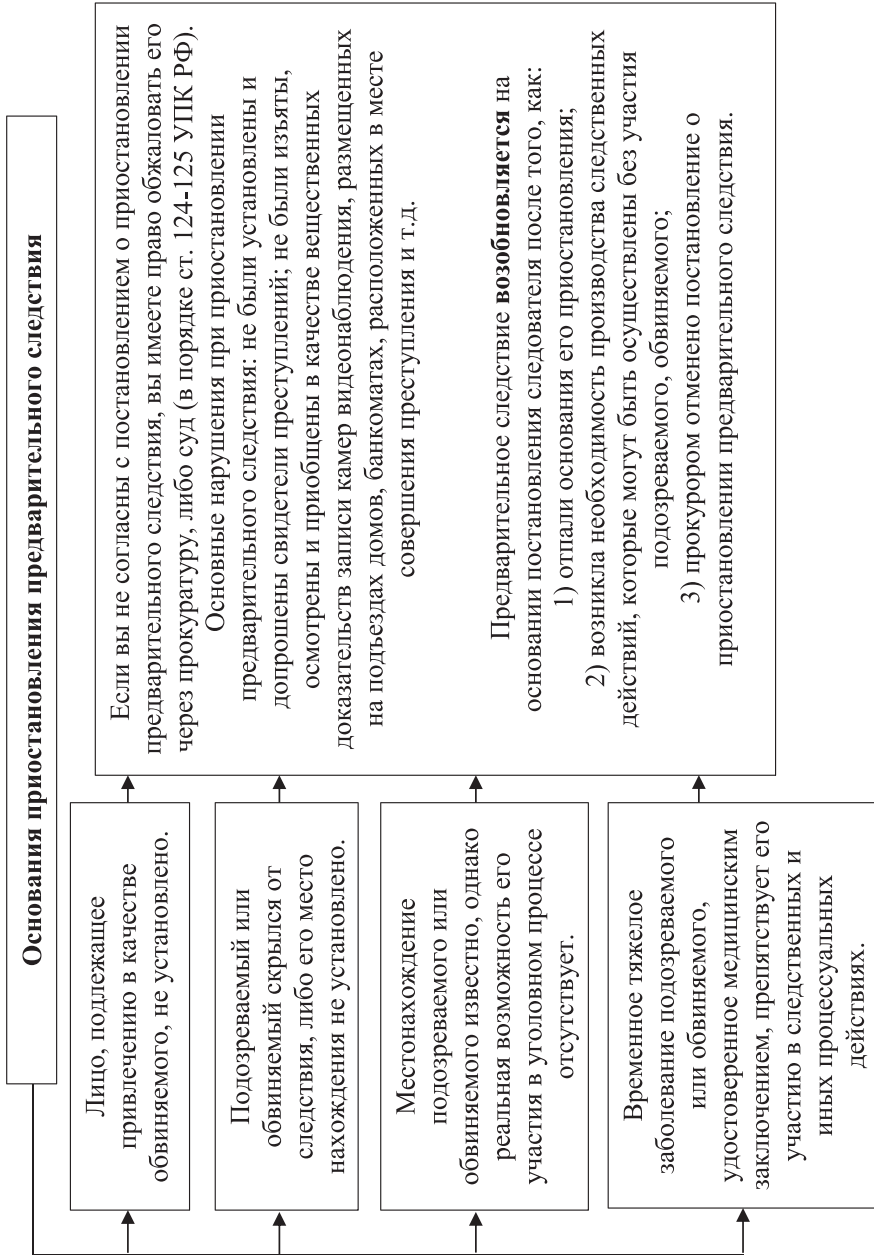 Основания приостановления предварительного следствия
Лицо, подлежащее
привлечению в качестве
обвиняемого, не установлено.
Подозреваемый или
обвиняемый скрылся от
следствия, либо его место
нахождения не установлено.
Местонахождение
подозреваемого или
обвиняемого известно, однако
реальная возможность его
участия в уголовном процессе
отсутствует.
Временное тяжелое
заболевание подозреваемого
или обвиняемого,
удостоверенное медицинским
заключением, препятствует его
участию в следственных и
иных процессуальных
действиях.
Если вы не согласны с постановлением о приостановлении
предварительного следствия, вы имеете право обжаловать его
через прокуратуру, либо суд (в порядке ст. 124-125 УПК РФ).
Основные нарушения при приостановлении
предварительного следствия: не были установлены и
допрошены свидетели преступлений; не были изъяты,
осмотрены и приобщены в качестве вещественных
доказательств записи камер видеонаблюдения, размещенных
на подъездах домов, банкоматах, расположенных в месте
совершения преступления и т.д.
Предварительное следствие возобновляется на
основании постановления следователя после того, как:
1) отпали основания его приостановления;
2) возникла необходимость производства следственных
действий, которые могут быть осуществлены без участия
подозреваемого, обвиняемого;
3) прокурором отменено постановление о
приостановлении предварительного следствия.